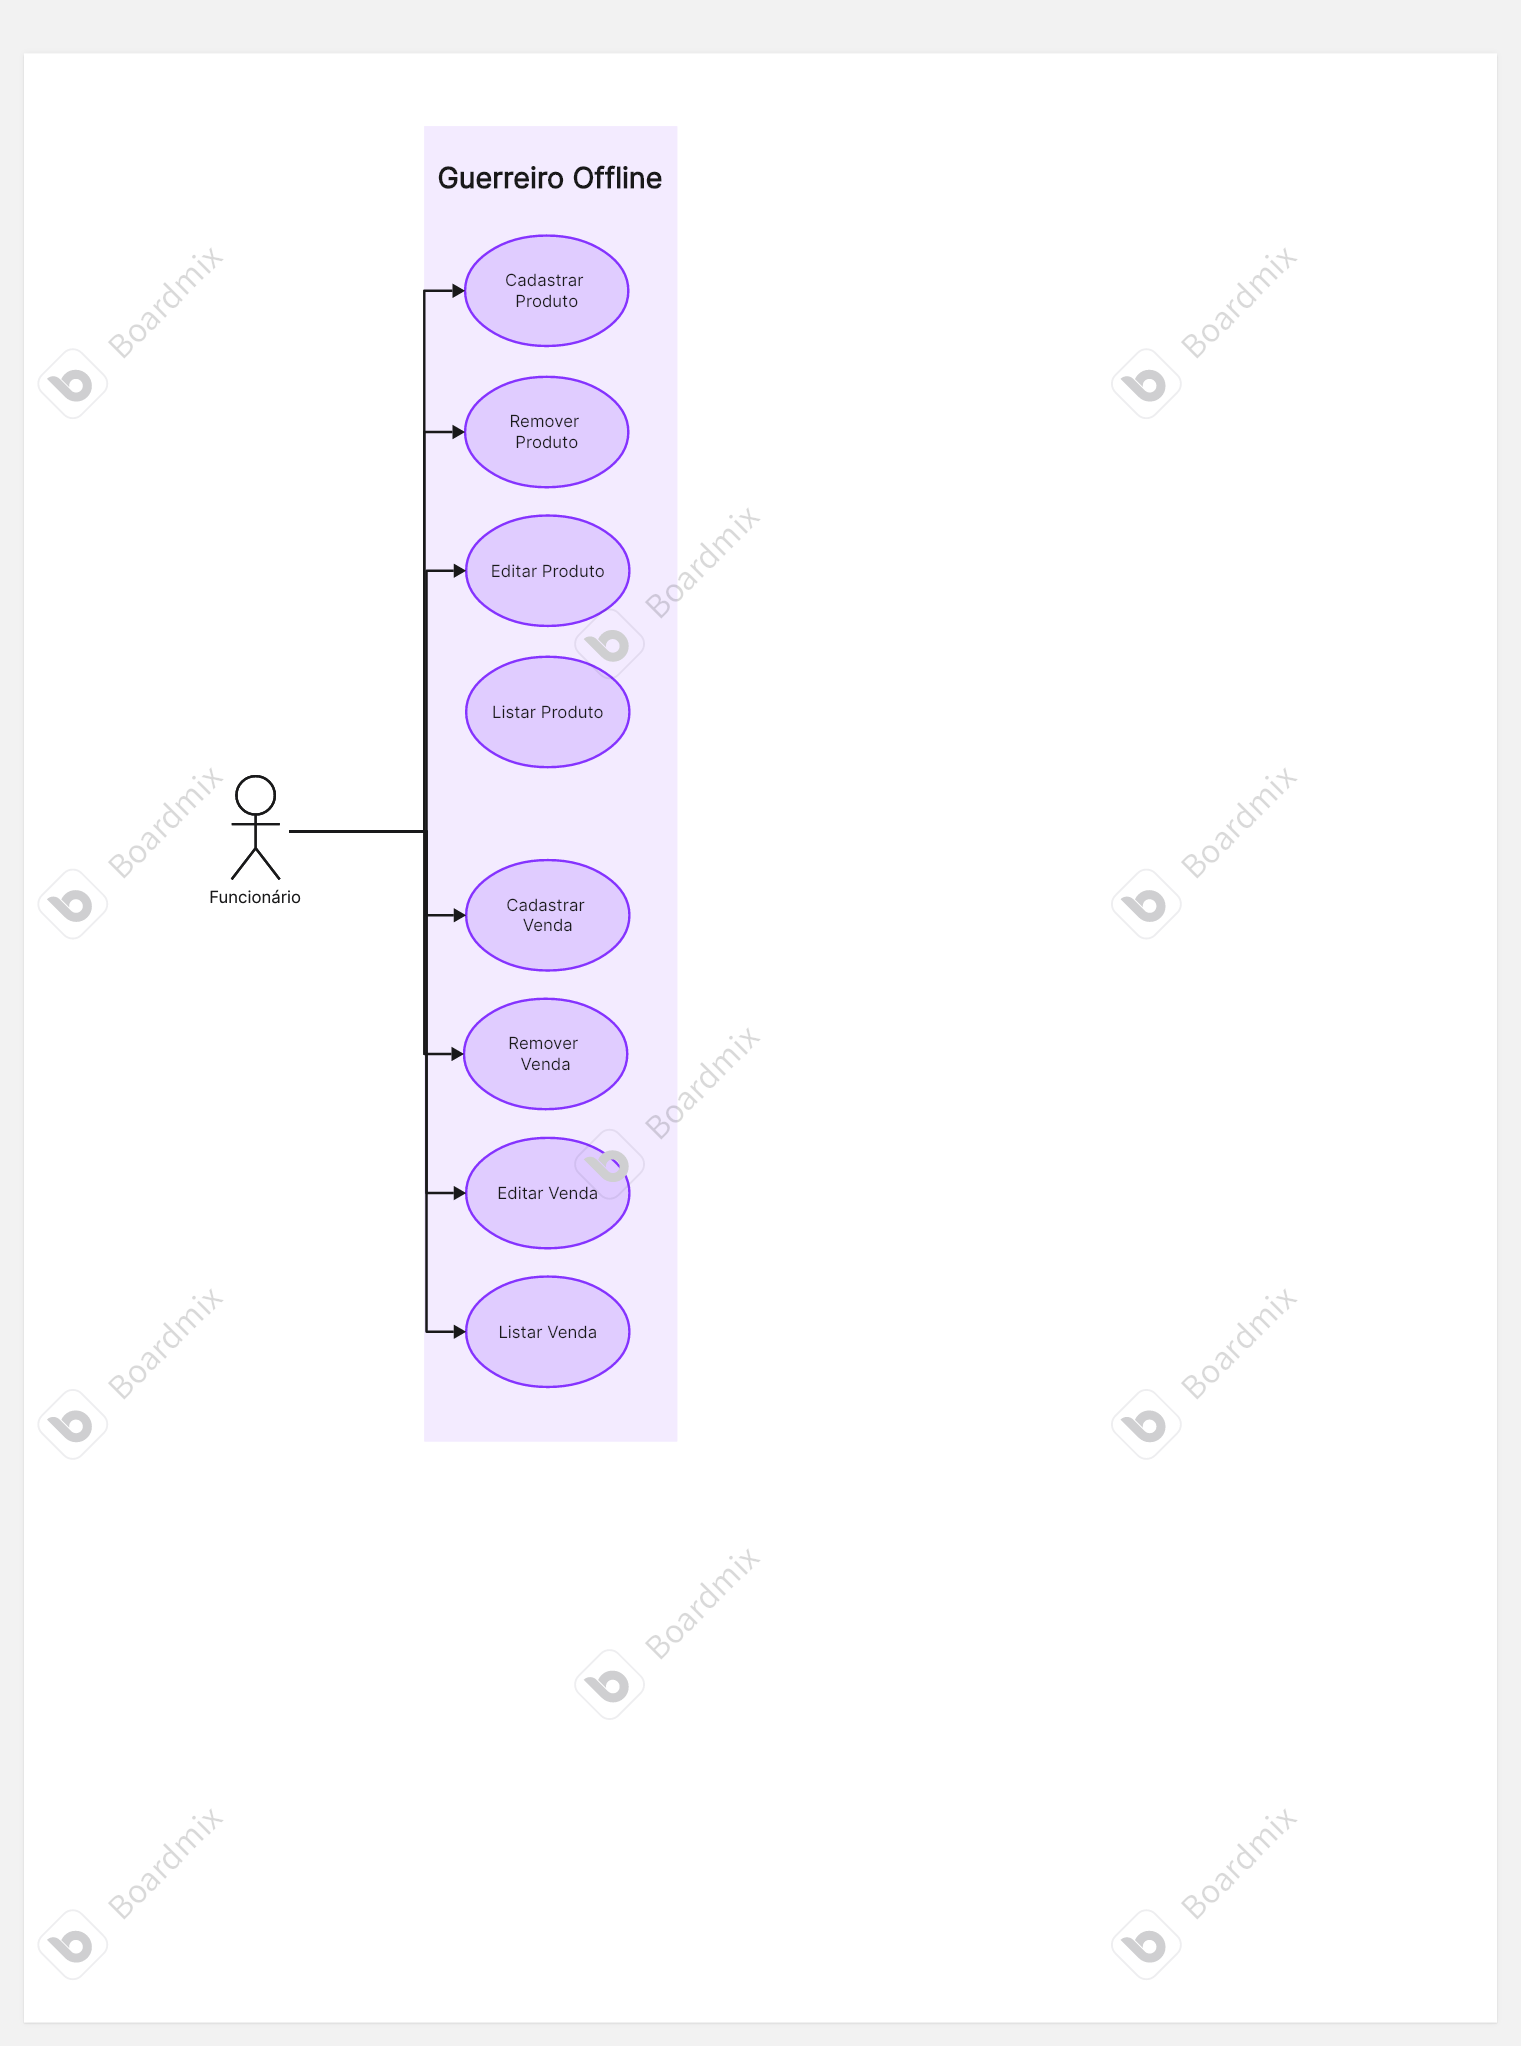 Guerreiro Offline
Cadastrar
Produto
Remover
Produto
Editar Produto
Listar Produto
Funcionário
Cadastrar
Venda
Remover
Venda
Editar Venda
Listar Venda
Boardmix
Boardmix
Boardmix
Boardmix
Boardmix
Boardmix
Boardmix
Boardmix
Boardmix
Boardmix
Boardmix